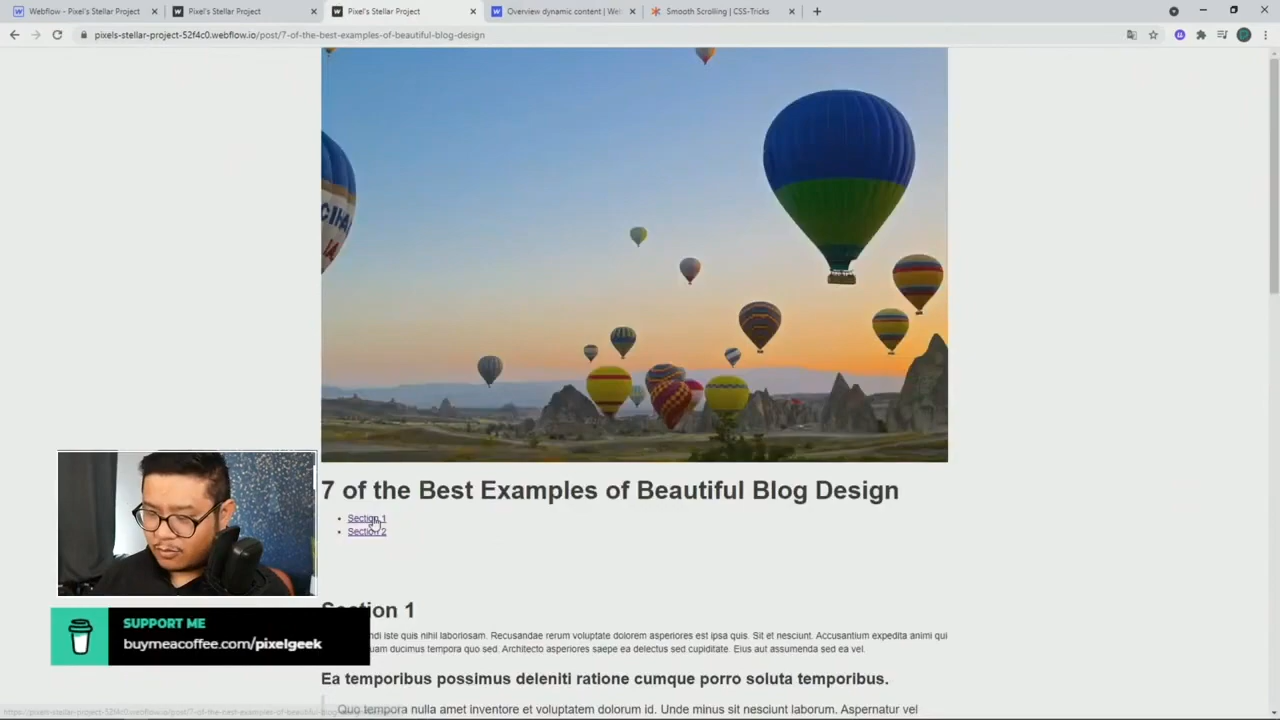 Webflow - Pixel's Stellar Project
Pixel's Stellar Project
Pixel's Stellar Project
Overview dynamic content | We
Smooth Scrolling | CSS-Tricks
pixels-stellar-project-52f4c0.webflow.io/post/7-of-the-best-examples-of-beautiful-blog-design
7 of the Best Examples of Beautiful Blog Design
Section 1
Section 2
Section 1
iste quis nihil laboriosam. Recusandae rerum voluptate dolorem asperiores est ipsa quis. Sit et nesciunt. Accusantium expedita animi qui
ducimus tempora quo sed. Architecto asperiores saepe ea delectus sed cupiditate. Eius aut assumenda sed ea vel.
Ea temporibus possimus deleniti ratione cumque porro soluta temporibus.
Quo tempora nulla amet inventore et voluptatem dolorum id. Unde minus sit nesciunt laborum. Aspernatur vel
SUPPORT ME
buymeacoffee.com/pixelgeek